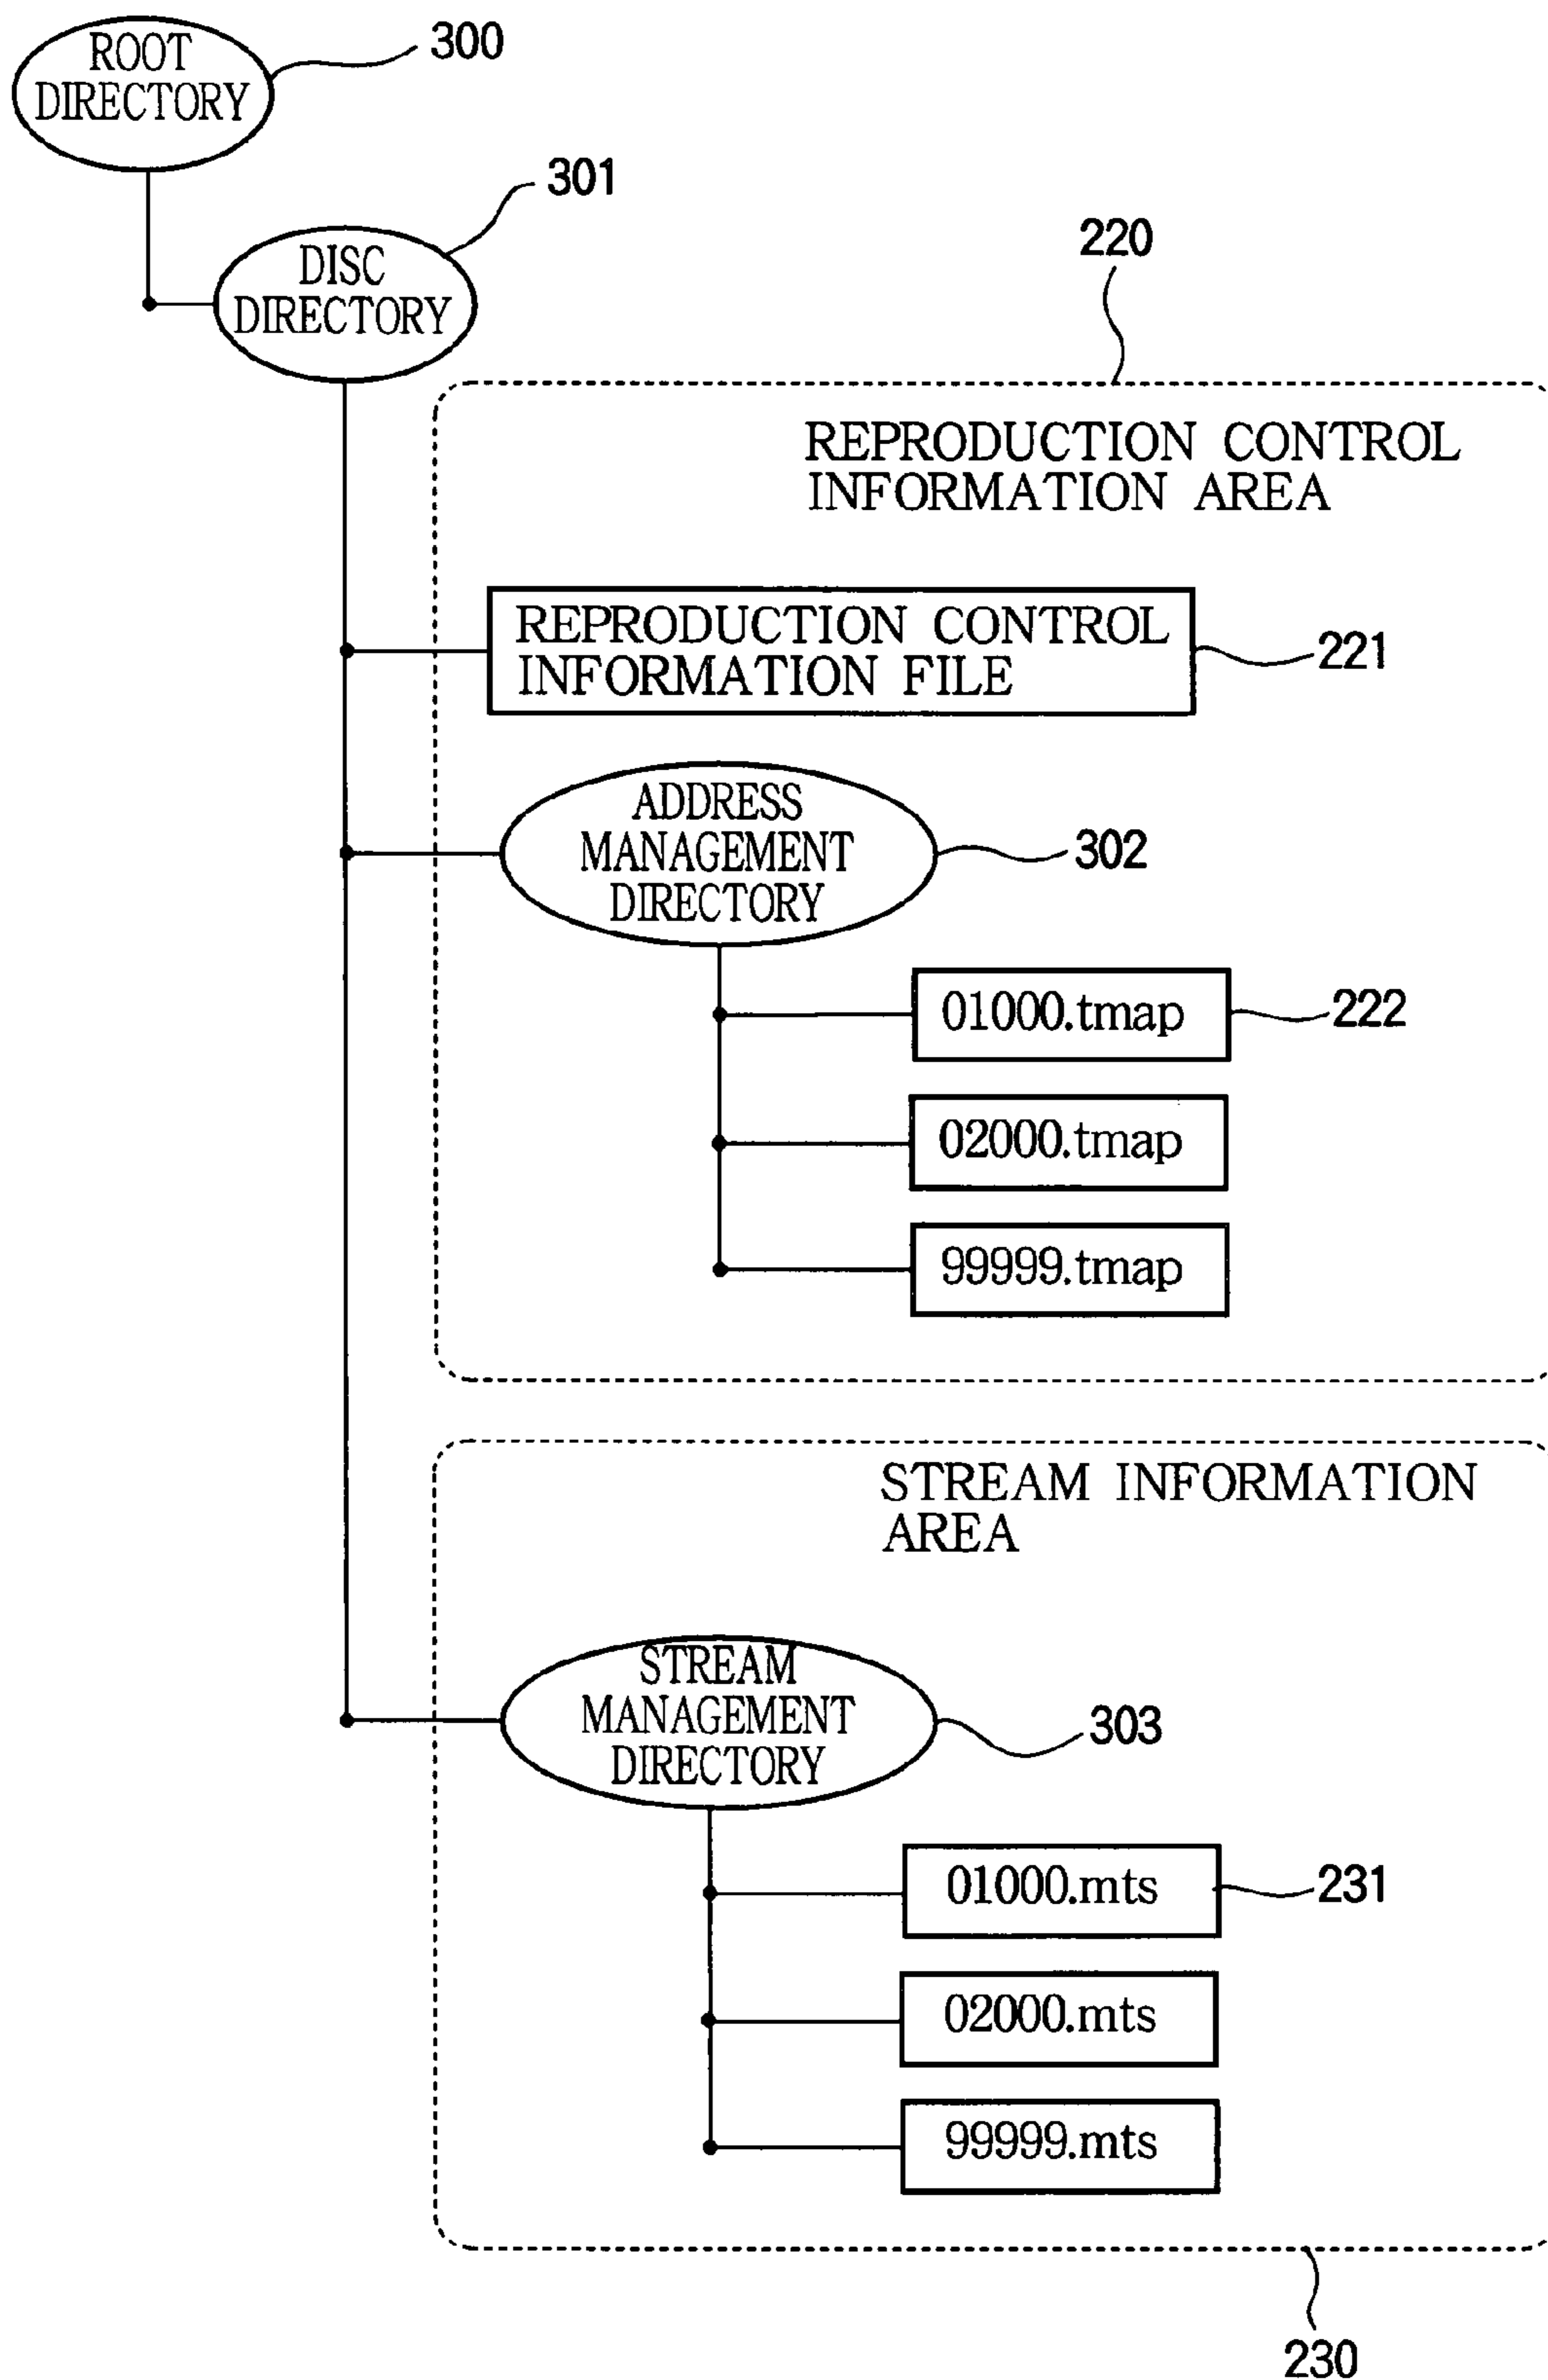 ROOT
DIRECTORY
300
DISC
DIRECTORY
301
220
REPRODUCTION CONTROL
INFORMATION AREA
REPRODUCTION CONTROL
INFORMATION FILE
221
ADDRESS
MANAGEMENT
DIRECTORY
302
01000.tmap
222
02000.tmap
99999.tmap
STREAM INFORMATION
AREA
STREAM
MANAGEMENT
DIRECTORY
303
01000.mts
231
02000.mts
99999.mts
230